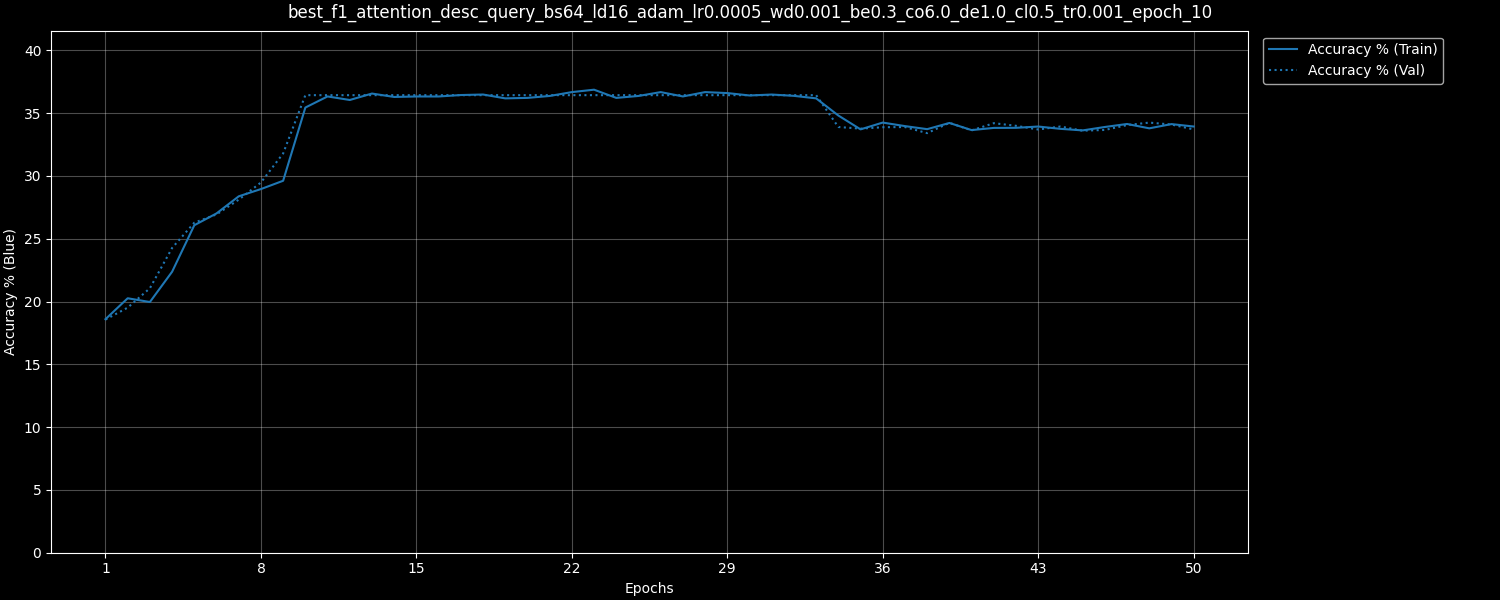 best_f1_attention_desc_query_bs64_ld16_adam_lr0.0005_wd0.001_be0.3_co6.0_de1.0_cl0.5_tr0.001_epoch_10
Accuracy % (Train)
Accuracy % (Val)
Accuracy % (Blue)
40
35
30
25
20
15
10
5
0
1 8 15 22 29 36 43 50
Epochs